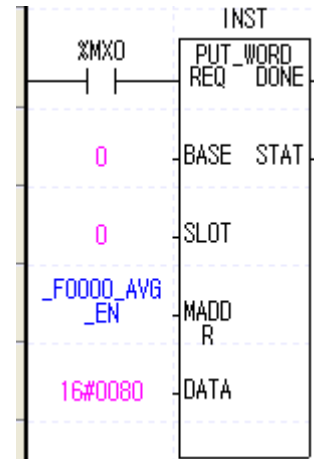 INST
%MX0
PUT_WORD
REQ DONE
0
BASE STAT
0
SLOT
_F0000_AVG
_EN
MADD
R
16#0080
DATA